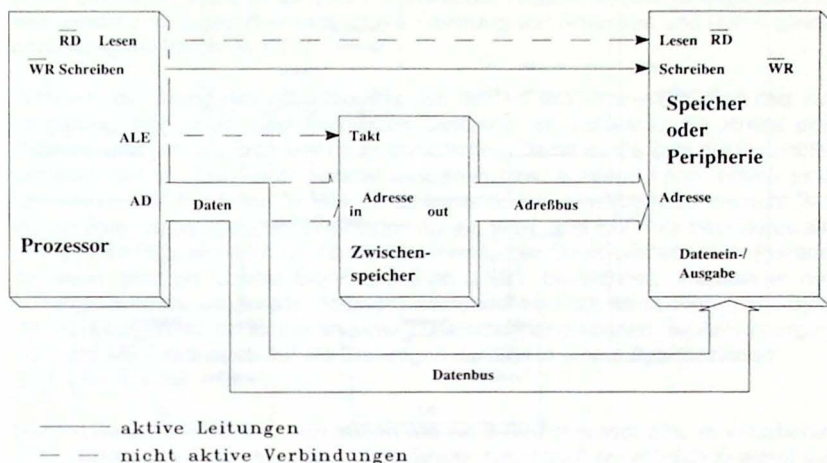 RD Lesen
WR Schreiben
ALE
AD
Prozessor
Daten
Takt
Adresse
in out
Zwischen-
speicher
Adreßbus
Lesen RD
Schreiben WR
Speicher
oder
Peripherie
Adresse
Datenein-/
Ausgabe
Datenbus
aktive Leitungen
nicht aktive Verbindungen